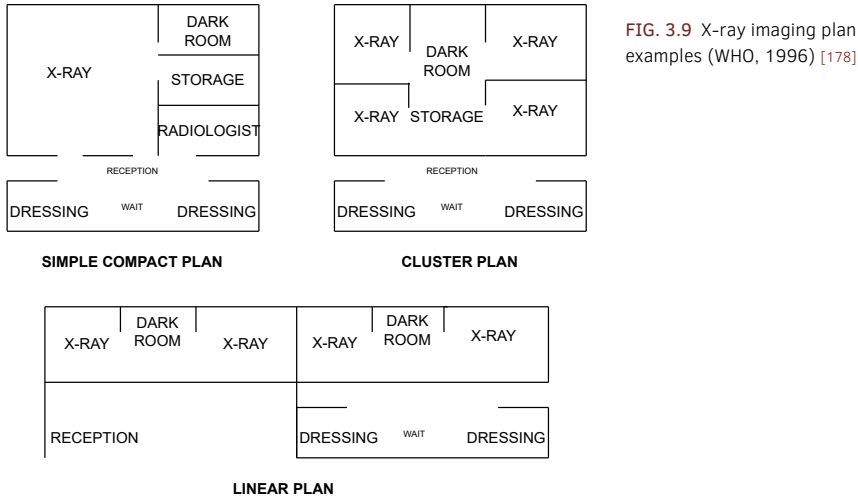 DARK
ROOM
X-RAY
STORAGE
RADIOLOGIST
RECEPTION
DRESSING
WAIT
DRESSING
SIMPLE COMPACT PLAN
X-RAY
DARK
ROOM
X-RAY
X-RAY
STORAGE
X-RAY
RECEPTION
DRESSING
WAIT
DRESSING
CLUSTER PLAN
FIG. 3.9 X-ray imaging plan
examples (WHO, 1996) [178]
X-RAY
DARK
ROOM
X-RAY
X-RAY
DARK
ROOM
X-RAY
RECEPTION
DRESSING
WAIT
DRESSING
LINEAR PLAN